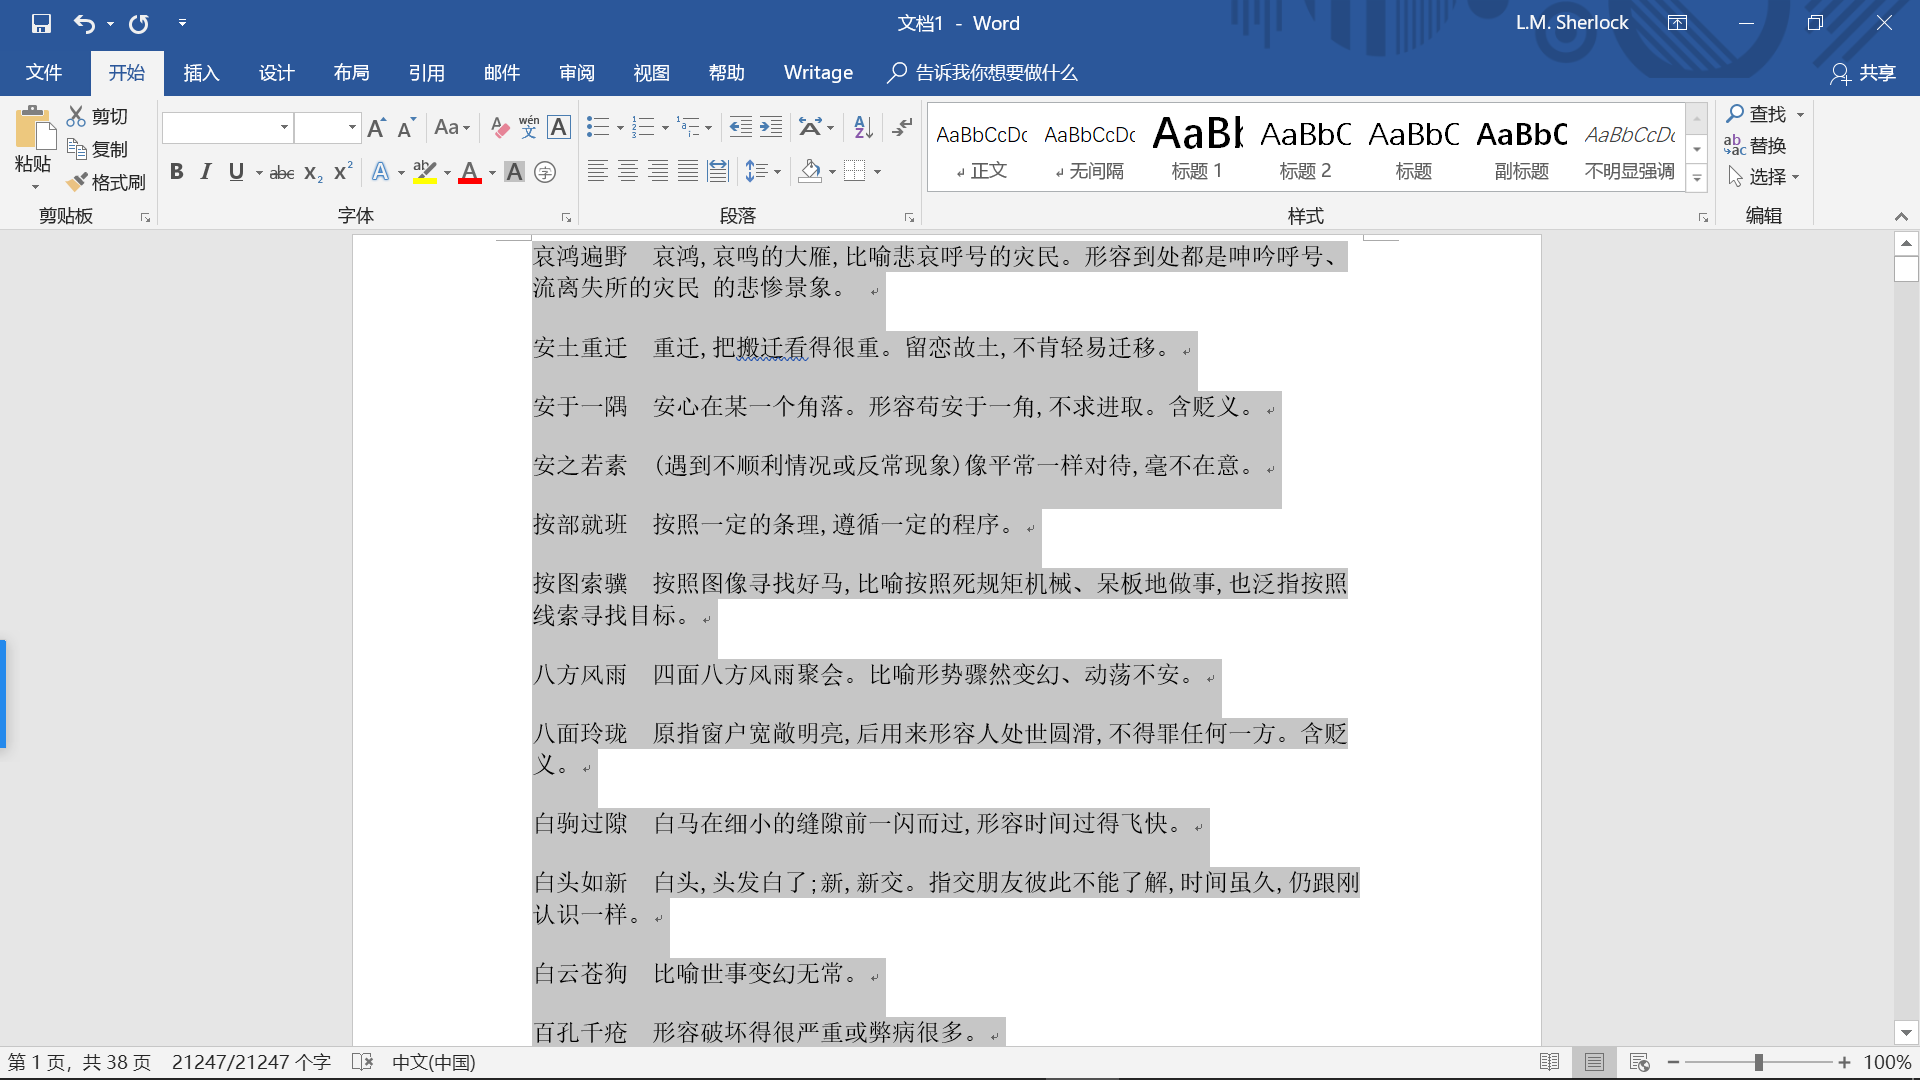 文档1 - Word
L.M. Sherlock
文件 开始 插入 设计 布局 引用 邮件 审阅 视图 帮助 Writage 告诉我你想要做什么 共享
粘贴
剪切
复制
格式刷
剪贴板
字体
段落
AaBbCcDc AaBbCcDc AaBl AaBbC AaBbC AaBbC AaBbCcDc
正文 无间隔 标题 1 标题 2 标题 副标题 不明显强调
样式
查找
替换
选择
编辑
哀鸿遍野 哀鸿,哀鸣的大雁,比喻悲哀呼号的灾民。形容到处都是呻吟呼号、
流离失所的灾民 的悲惨景象。
安土重迁 重迁,把搬迁看得很重。留恋故土,不肯轻易迁移。
安于一隅 安心在某一个角落。形容苟安于一角,不求进取。含贬义。
安之若素 (遇到不顺利情况或反常现象)像平常一样对待,毫不在意。
按部就班 按照一定的条理,遵循一定的程序。
按图索骥 按照图像寻找好马,比喻按照死规矩机械、呆板地做事,也泛指按照
线索寻找目标。
八方风雨 四面八方风雨聚会。比喻形势骤然变幻、动荡不安。
八面玲珑 原指窗户宽敞明亮,后用来形容人处世圆滑,不得罪任何一方。含贬
义。
白驹过隙 白马在细小的缝隙前一闪而过,形容时间过得飞快。
白头如新 白头,头发白了;新,新交。指交朋友彼此不能了解,时间虽久,仍跟刚
认识一样。
白云苍狗 比喻世事变幻无常。
百孔千疮 形容破坏得很严重或弊病很多。
第 1 页，共 38 页 21247/21247 个字 中文(中国) 100%